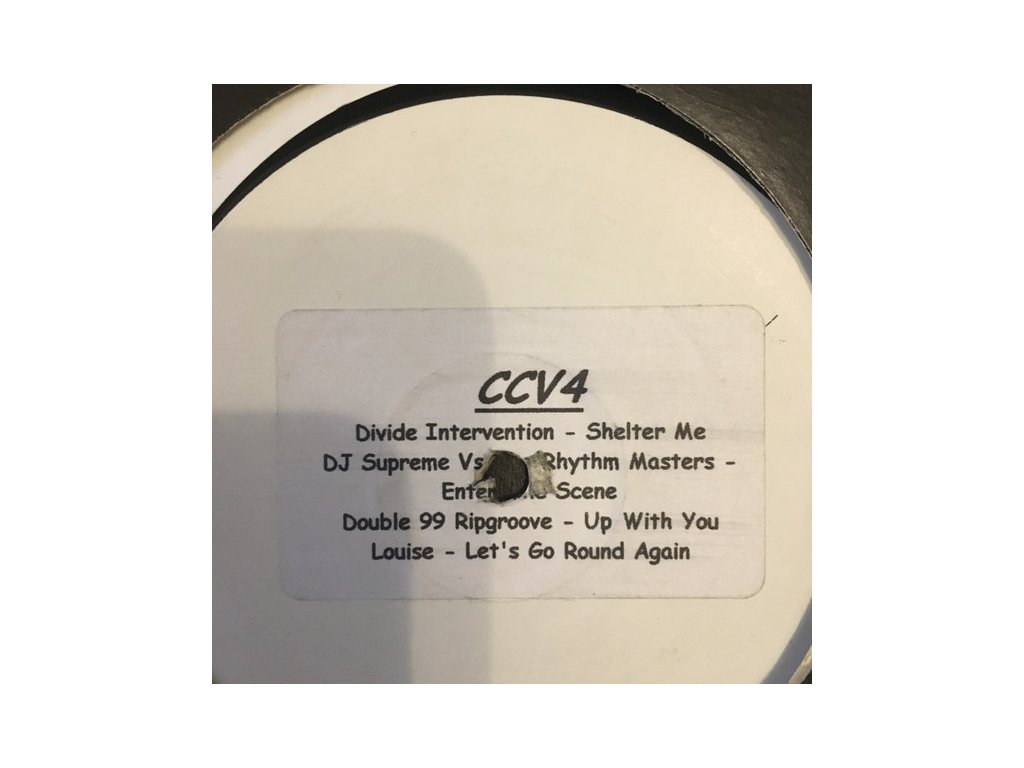 CCV4
Divide Intervention - Shelter Me
DJ Supreme Vs Rhythm Masters -
Scene
Double 99 Ripgroove - Up With You
Louise - Let's Go Round Again